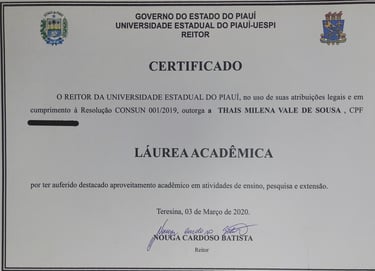 GOVERNO DO ESTADO DO PIAUÍ
UNIVERSIDADE ESTADUAL DO PIAUÍ-UESPI
REITOR
CERTIFICADO
O REITOR DA UNIVERSIDADE ESTADUAL DO PIAUÍ, no uso de suas atribuições legais e em
cumprimento à Resolução CONSUN 001/2019, outorga a THAIS MILENA VALE DE SOUSA , CPF
LÁUREA ACADÊMICA
por ter auferido destacado aproveitamento acadêmico em atividades de ensino, pesquisa e extensão.
Teresina, 03 de Março de 2020.
NOUGA CARDOSO BATISTA
Reitor